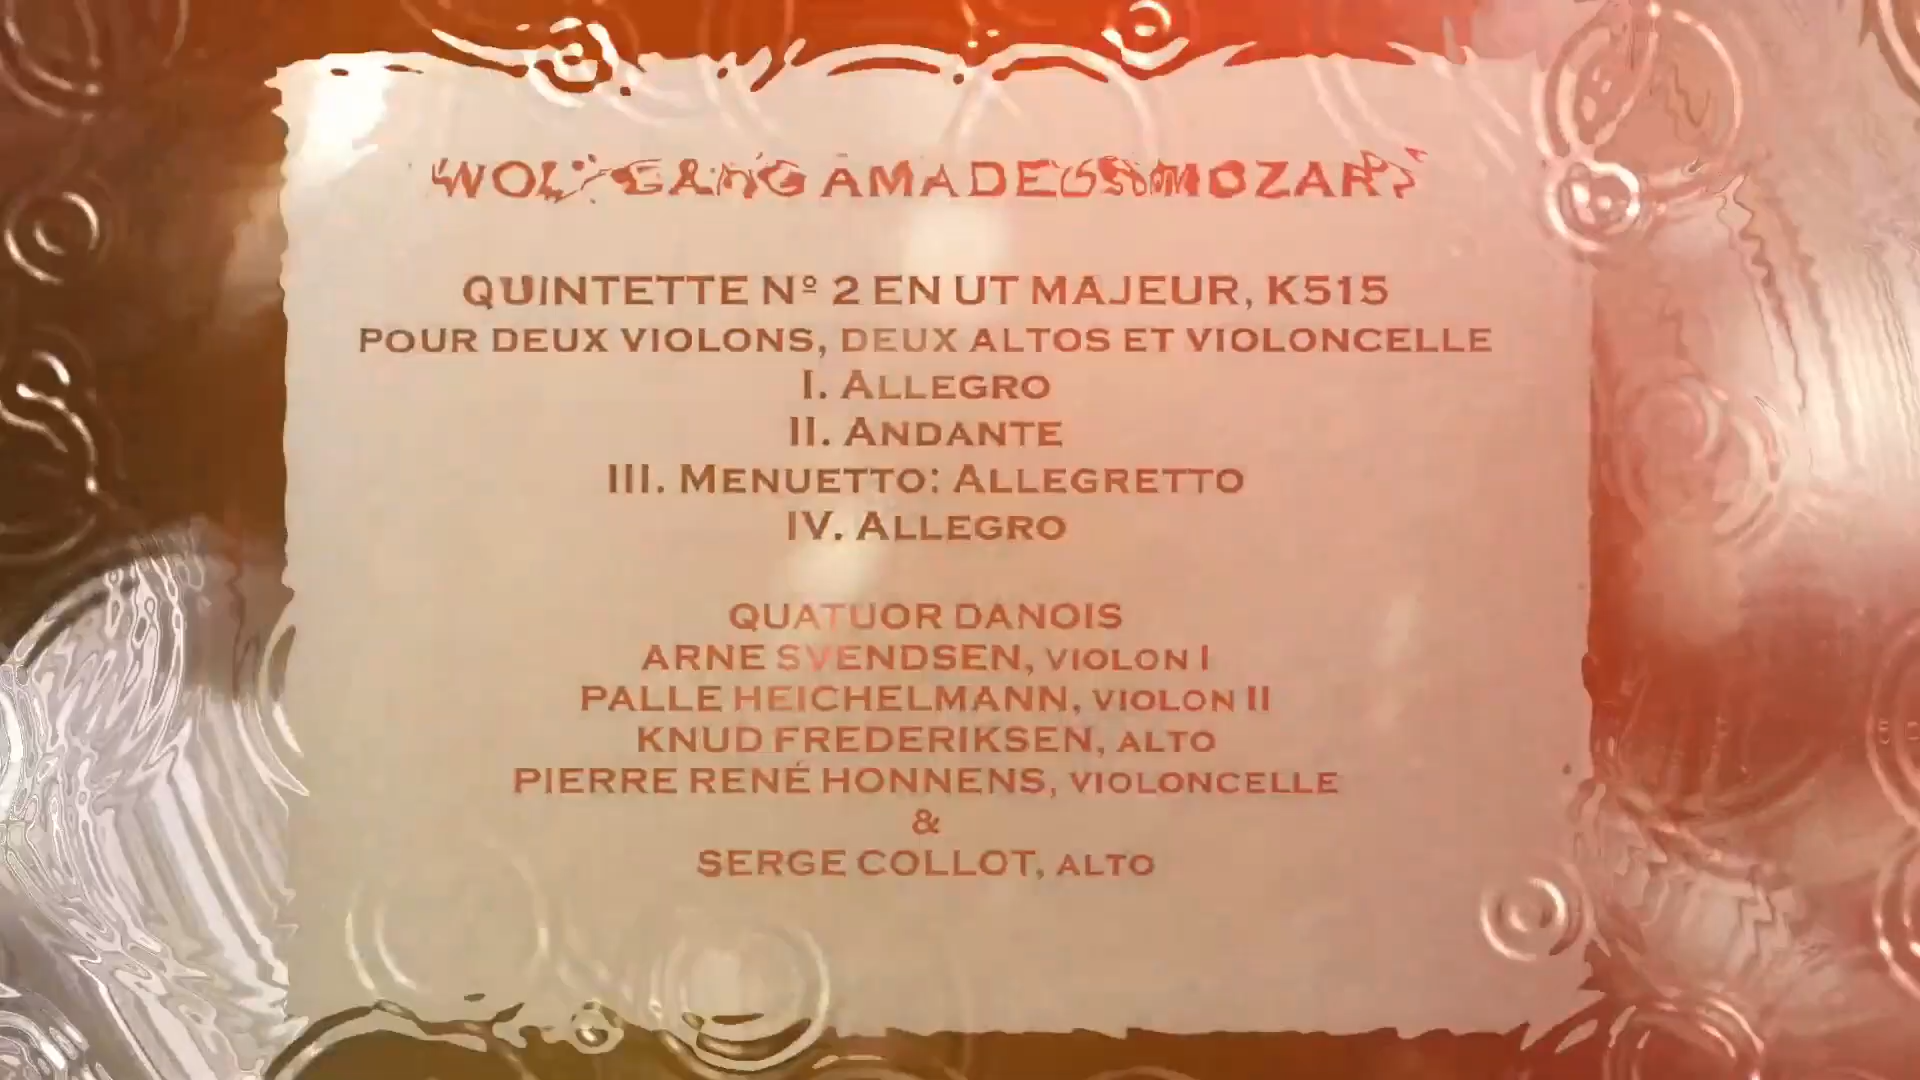 WOLFGANG AMADEUS MOZART
QUINTETTE Nº 2 EN UT MAJEUR, K515
POUR DEUX VIOLONS, DEUX ALTOS ET VIOLONCELLE
I. ALLEGRO
II. ANDANTE
III. MENUETTO: ALLEGRETTO
IV. ALLEGRO
QUATUOR DANOIS
ARNE SVENDSEN, VIOLON I
PALLE HEICHELMANN, VIOLON II
KNUD FREDERIKSEN, ALTO
PIERRE RENÉ HONNENS, VIOLONCELLE
&
SERGE COLLOT, ALTO